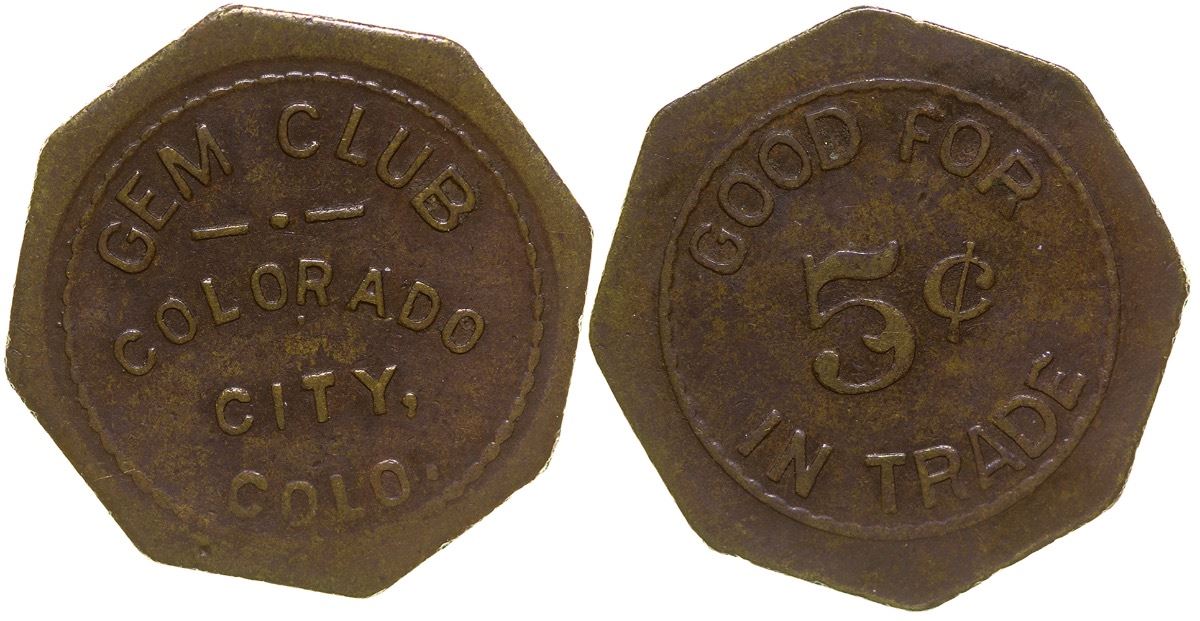 GEM CLUB
COLORADO
CITY,
COLO.
GOOD FOR
5¢
IN TRADE